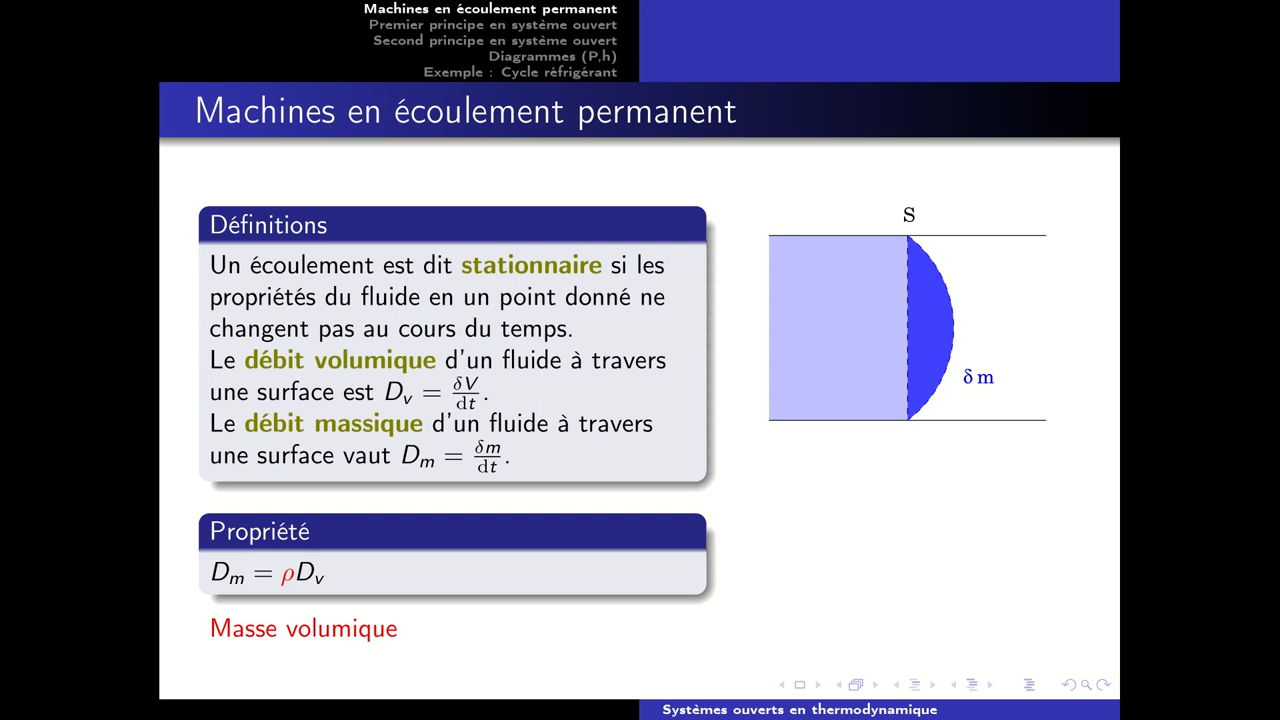 Machines en écoulement permanent
Premier principe en système ouvert
Second principe en système ouvert
Diagrammes (P,h)
Exemple : Cycle réfrigérant
Machines en écoulement permanent
Définitions
Un écoulement est dit stationnaire si les
propriétés du fluide en un point donné ne
changent pas au cours du temps.
Le débit volumique d'un fluide à travers
une surface est D_v = δV/dt.
Le débit massique d'un fluide à travers
une surface vaut D_m = δm/dt.
Propriété
D_m = ρD_v
Masse volumique
S
δ m
Systèmes ouverts en thermodynamique